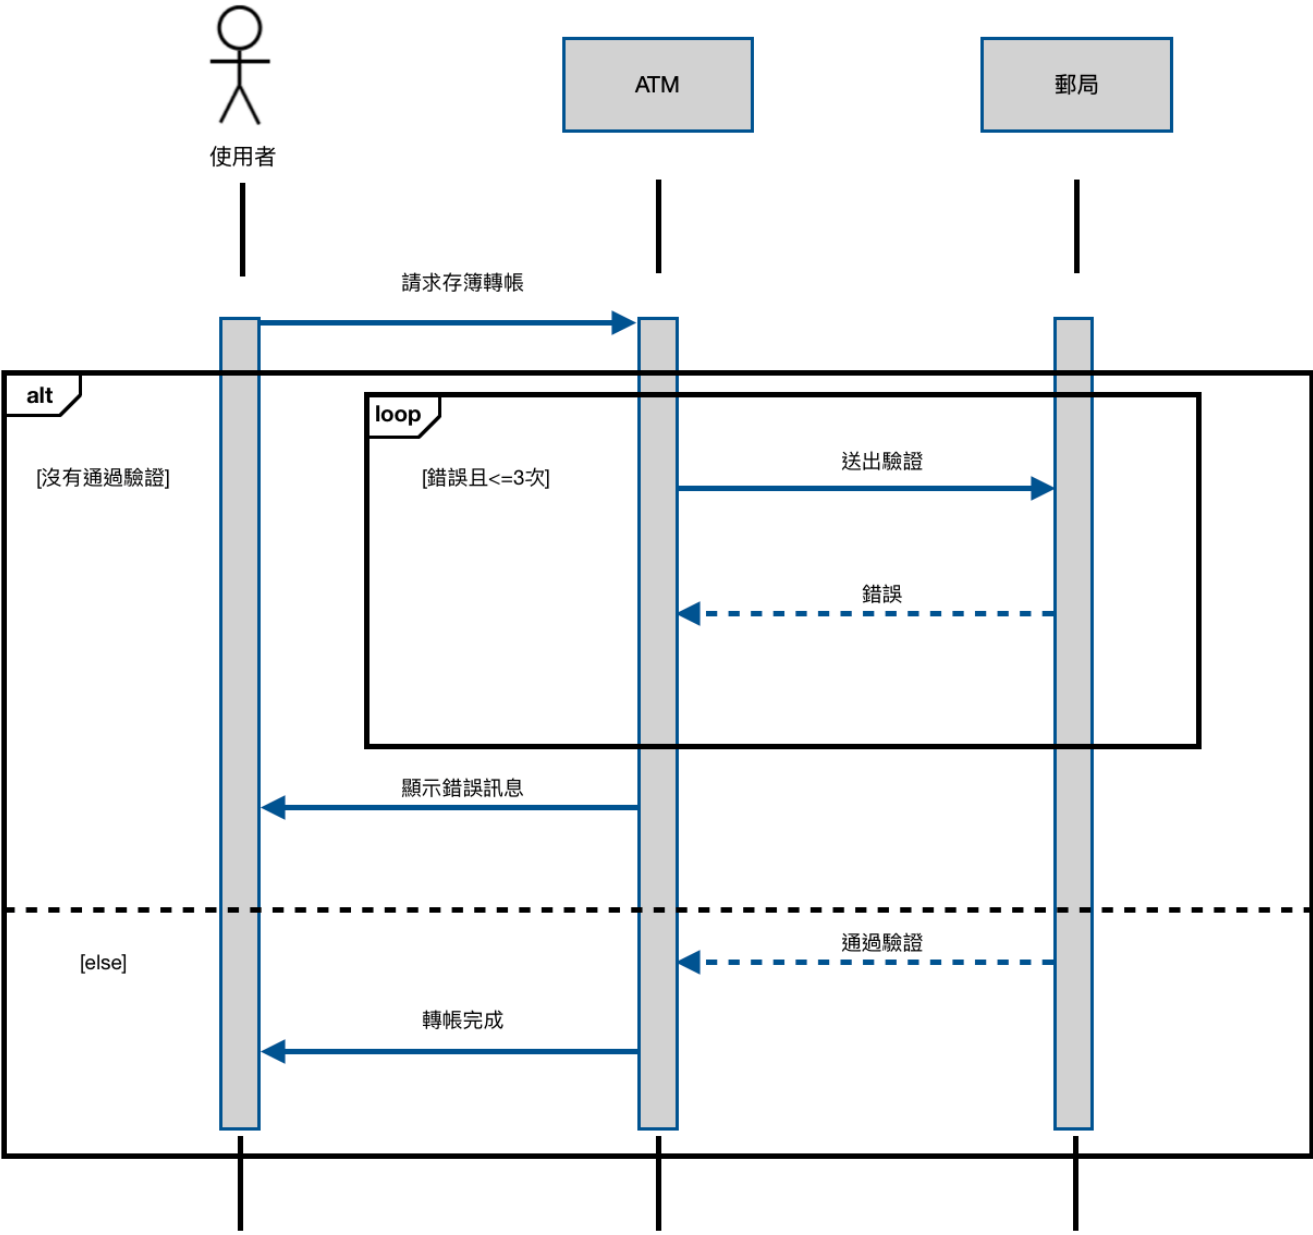 使用者
ATM
郵局
請求存簿轉帳
alt
loop
[沒有通過驗證]
[錯誤且<=3次]
送出驗證
錯誤
顯示錯誤訊息
[else]
通過驗證
轉帳完成